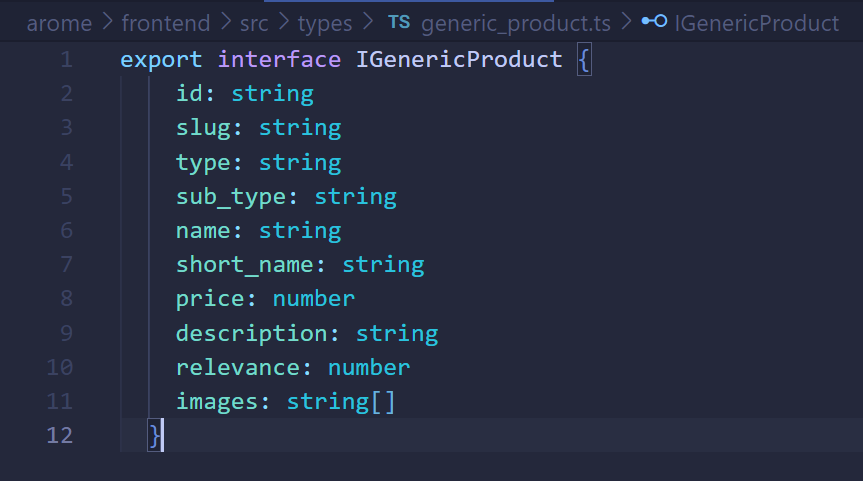 arome > frontend > src > types > TS generic_product.ts > IGenericProduct
1 export interface IGenericProduct {
2 id: string
3 slug: string
4 type: string
5 sub_type: string
6 name: string
7 short_name: string
8 price: number
9 description: string
10 relevance: number
11 images: string[]
12 }